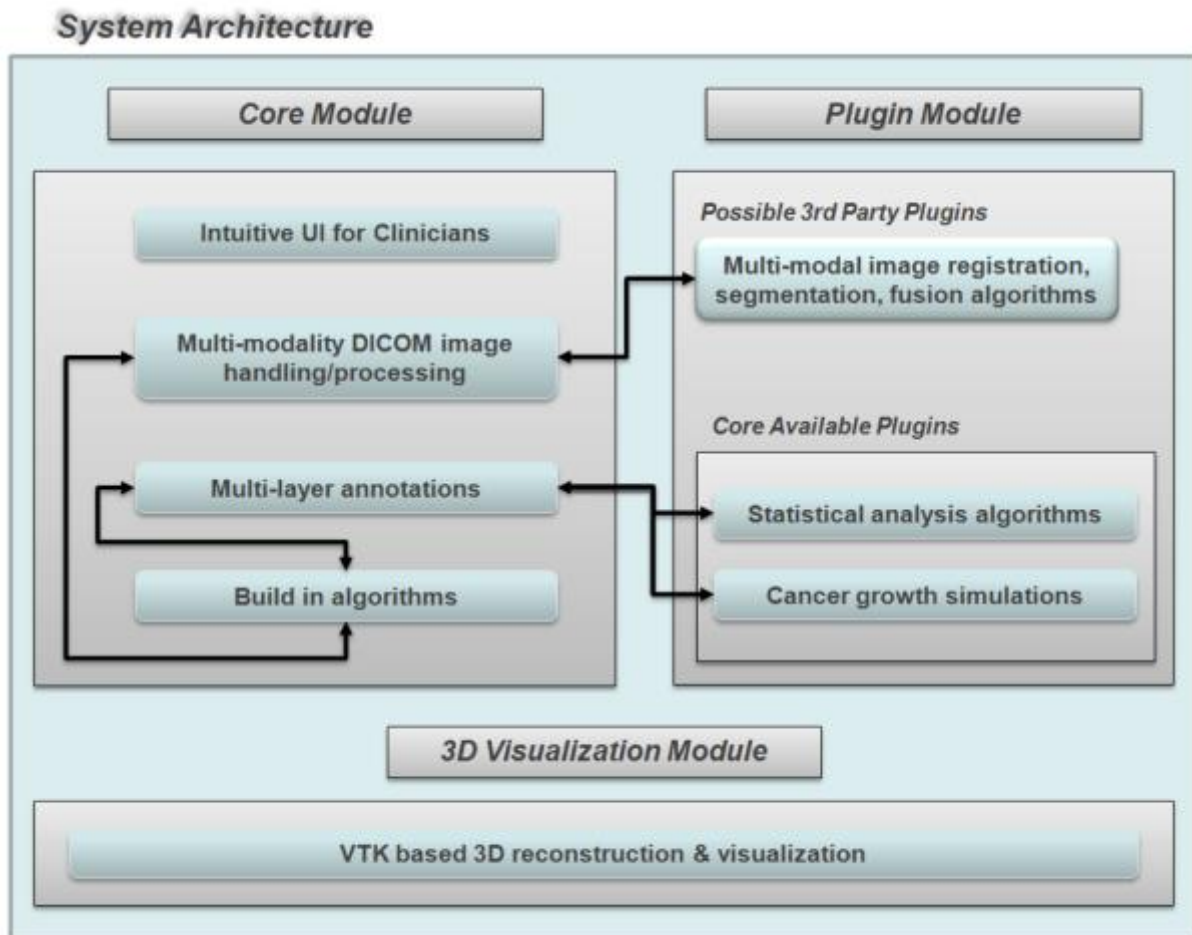 System Architecture
Core Module
Plugin Module
Intuitive UI for Clinicians
Multi-modality DICOM image
handling/processing
Multi-layer annotations
Build in algorithms
Possible 3rd Party Plugins
Multi-modal image registration,
segmentation, fusion algorithms
Core Available Plugins
Statistical analysis algorithms
Cancer growth simulations
3D Visualization Module
VTK based 3D reconstruction & visualization